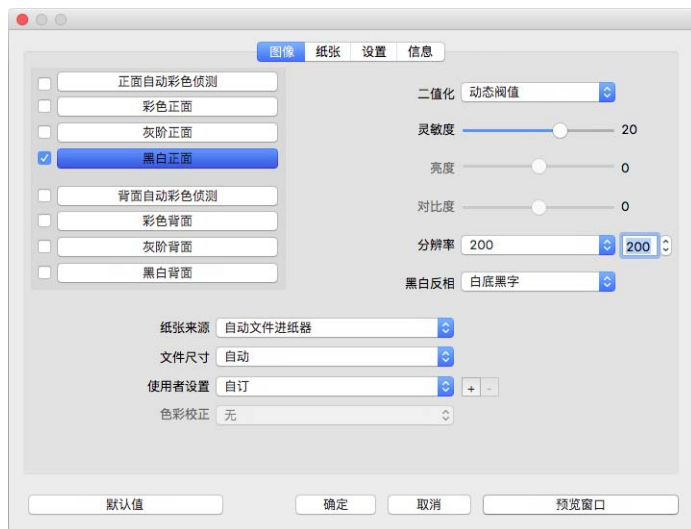 图像 纸张 设置 信息
正面自动彩色侦测
彩色正面
灰阶正面
黑白正面
背面自动彩色侦测
彩色背面
灰阶背面
黑白背面
二值化 动态阀值
灵敏度 20
亮度 0
对比度 0
分辨率 200 200
黑白反相 白底黑字
纸张来源 自动文件进纸器
文件尺寸 自动
使用者设置 自订 + -
色彩校正 无
默认值 确定 取消 预览窗口